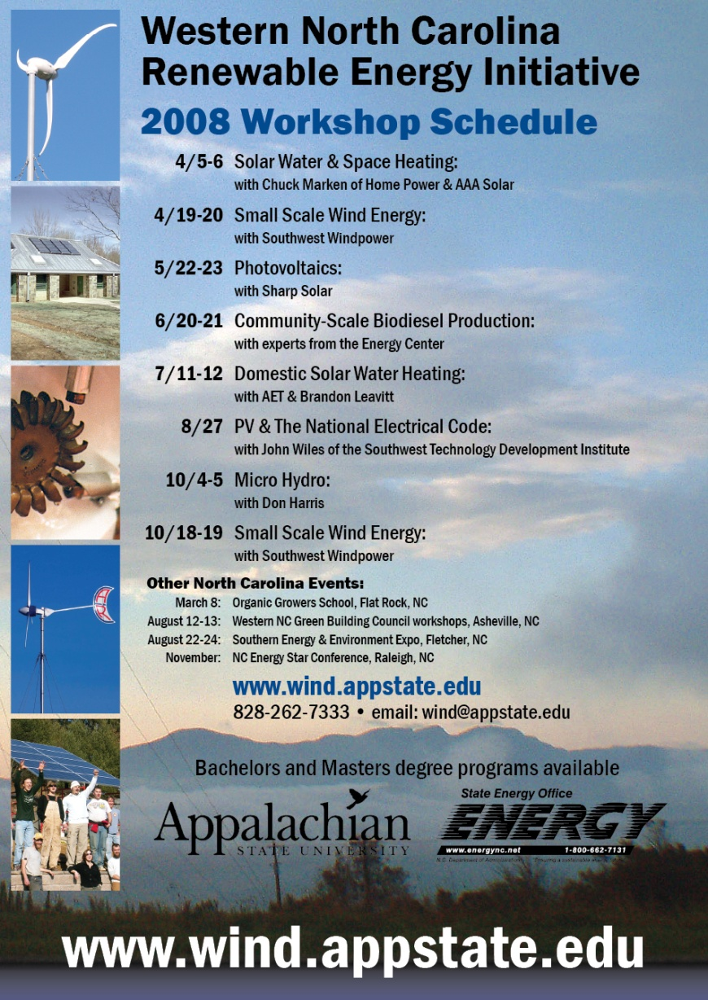 Western North Carolina
Renewable Energy Initiative
2008 Workshop Schedule
4/5-6 Solar Water & Space Heating:
with Chuck Marken of Home Power & AAA Solar
4/19-20 Small Scale Wind Energy:
with Southwest Windpower
5/22-23 Photovoltaics:
with Sharp Solar
6/20-21 Community-Scale Biodiesel Production:
with experts from the Energy Center
7/11-12 Domestic Solar Water Heating:
with AET & Brandon Leavitt
8/27 PV & The National Electrical Code:
with John Wiles of the Southwest Technology Development Institute
10/4-5 Micro Hydro:
with Don Harris
10/18-19 Small Scale Wind Energy:
with Southwest Windpower
Other North Carolina Events:
March 8: Organic Growers School, Flat Rock, NC
August 12-13: Western NC Green Building Council workshops, Asheville, NC
August 22-24: Southern Energy & Environment Expo, Fletcher, NC
November: NC Energy Star Conference, Raleigh, NC
www.wind.appstate.edu
828-262-7333 • email: wind@appstate.edu
Bachelors and Masters degree programs available
Appalachian
STATE UNIVERSITY
State Energy Office
ENERGY
www.energync.net 1-800-662-7131
N.C. Department of Administration
www.wind.appstate.edu